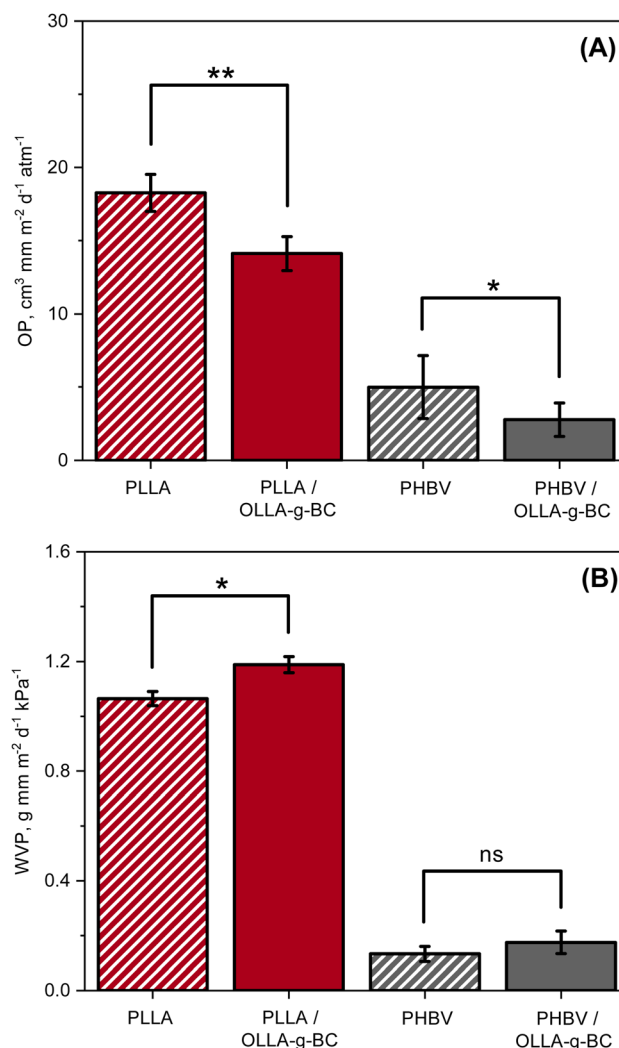 30
(A)
**
20
*
10
0
OP, cm³ mm m⁻² d⁻¹ atm⁻¹
PLLA
PLLA /
OLLA-g-BC
PHBV
PHBV /
OLLA-g-BC
1.6
(B)
*
1.2
0.8
ns
0.4
0.0
WVP, g mm m⁻² d⁻¹ kPa⁻¹
PLLA
PLLA /
OLLA-g-BC
PHBV
PHBV /
OLLA-g-BC